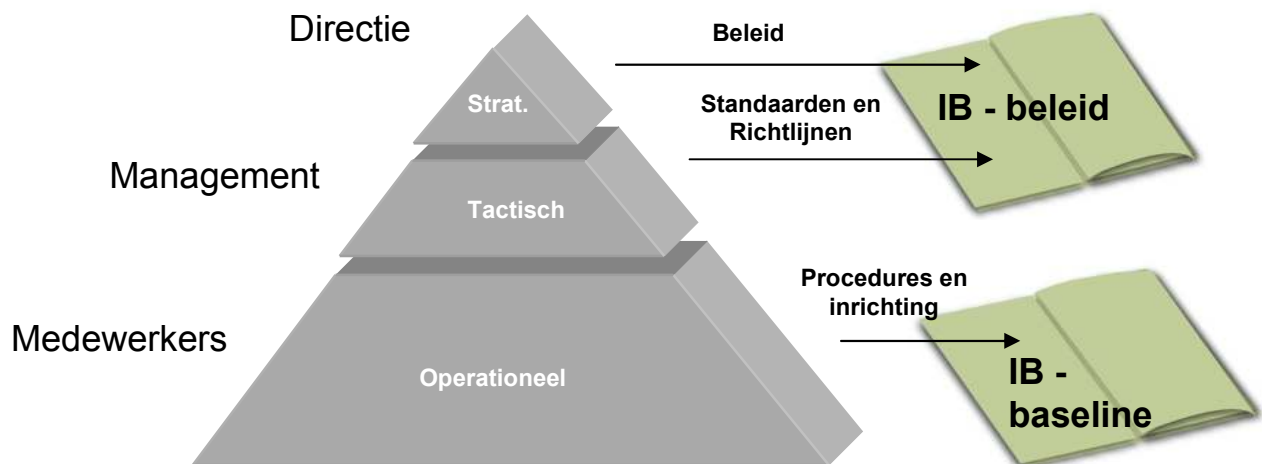 Directie
Beleid
Strat.
Standaarden en
Richtlijnen
IB - beleid
Management
Tactisch
Procedures en
inrichting
Medewerkers
Operationeel
IB -
baseline